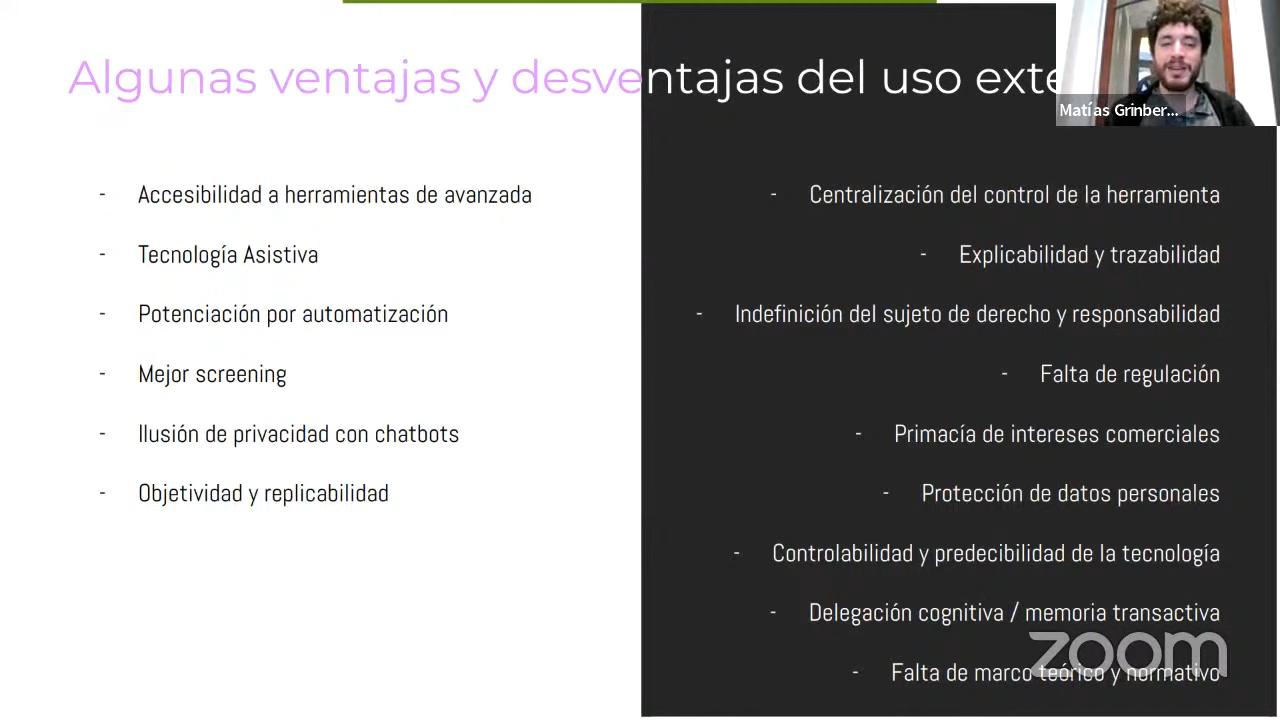 Algunas ventajas y desventajas del uso exte
Matías Grinber...
- Accesibilidad a herramientas de avanzada
- Tecnología Asistiva
- Potenciación por automatización
- Mejor screening
- Ilusión de privacidad con chatbots
- Objetividad y replicabilidad
- Centralización del control de la herramienta
- Explicabilidad y trazabilidad
- Indefinición del sujeto de derecho y responsabilidad
- Falta de regulación
- Primacía de intereses comerciales
- Protección de datos personales
- Controlabilidad y predecibilidad de la tecnología
- Delegación cognitiva / memoria transactiva
- Falta de marco teórico y normativo
zoom